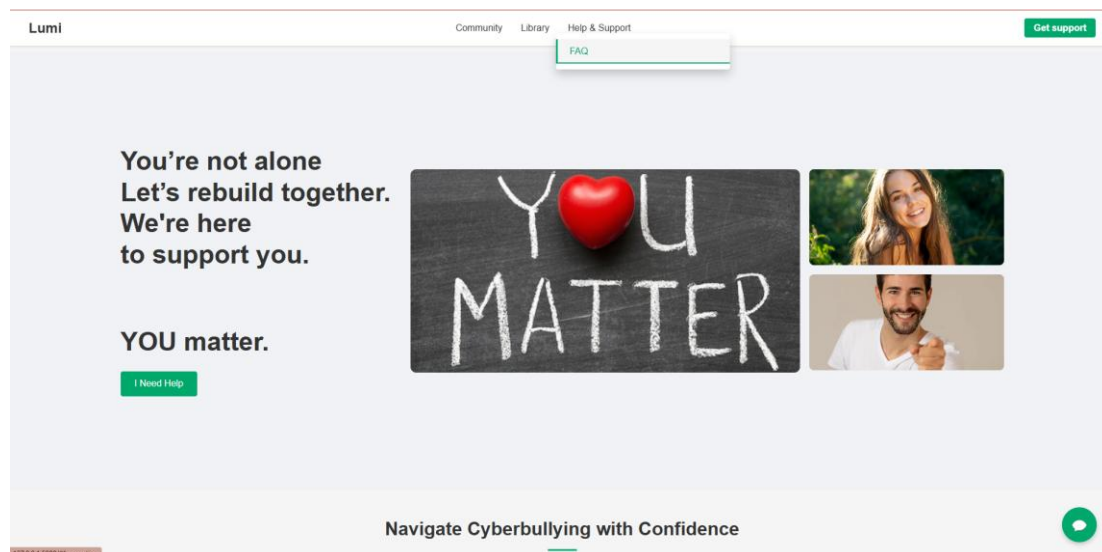 Lumi
Community Library Help & Support
Get support
FAQ
You’re not alone
Let’s rebuild together.
We're here
to support you.
YOU matter.
I Need Help
YOU
MATTER
Navigate Cyberbullying with Confidence